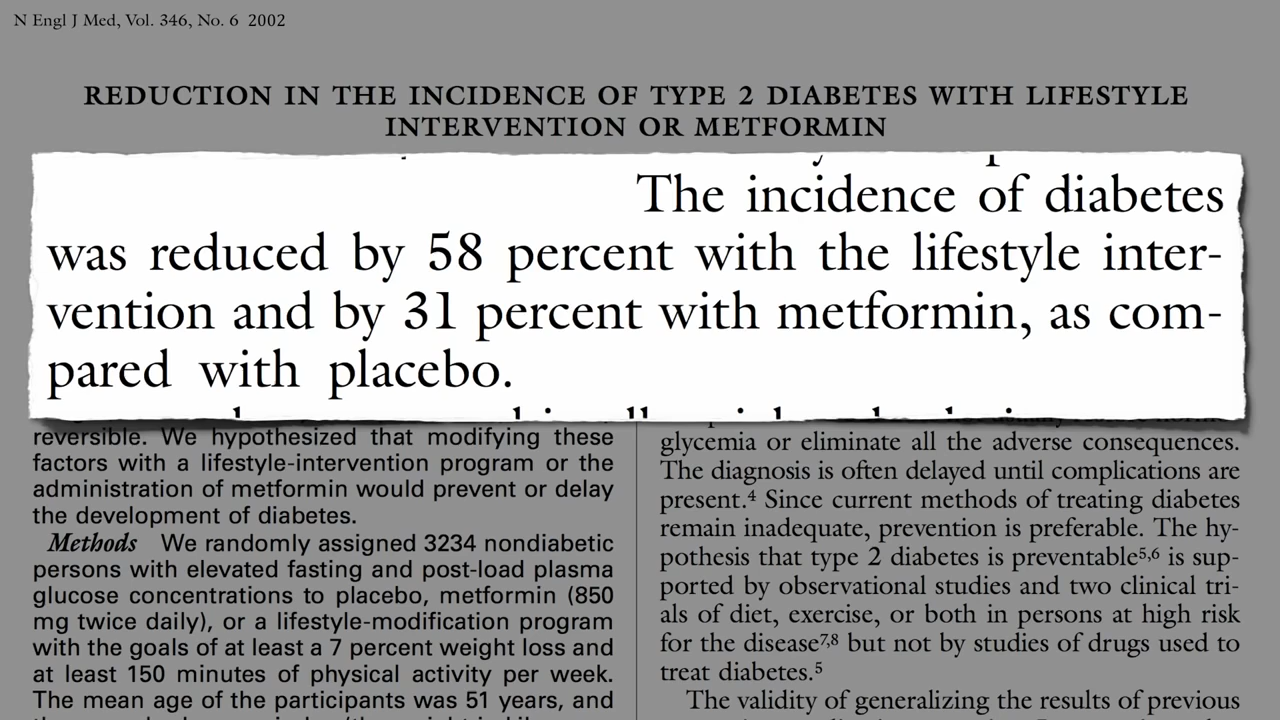 N Engl J Med, Vol. 346, No. 6 2002
REDUCTION IN THE INCIDENCE OF TYPE 2 DIABETES WITH LIFESTYLE
INTERVENTION OR METFORMIN
The incidence of diabetes
was reduced by 58 percent with the lifestyle inter-
vention and by 31 percent with metformin, as com-
pared with placebo.
reversible. We hypothesized that modifying these
factors with a lifestyle-intervention program or the
administration of metformin would prevent or delay
the development of diabetes.
Methods We randomly assigned 3234 nondiabetic
persons with elevated fasting and post-load plasma
glucose concentrations to placebo, metformin (850
mg twice daily), or a lifestyle-modification program
with the goals of at least a 7 percent weight loss and
at least 150 minutes of physical activity per week.
The mean age of the participants was 51 years, and
glycemia or eliminate all the adverse consequences.
The diagnosis is often delayed until complications are
present.⁴ Since current methods of treating diabetes
remain inadequate, prevention is preferable. The hy-
pothesis that type 2 diabetes is preventable⁵,⁶ is sup-
ported by observational studies and two clinical tri-
als of diet, exercise, or both in persons at high risk
for the disease⁷,⁸ but not by studies of drugs used to
treat diabetes.⁵
The validity of generalizing the results of previous